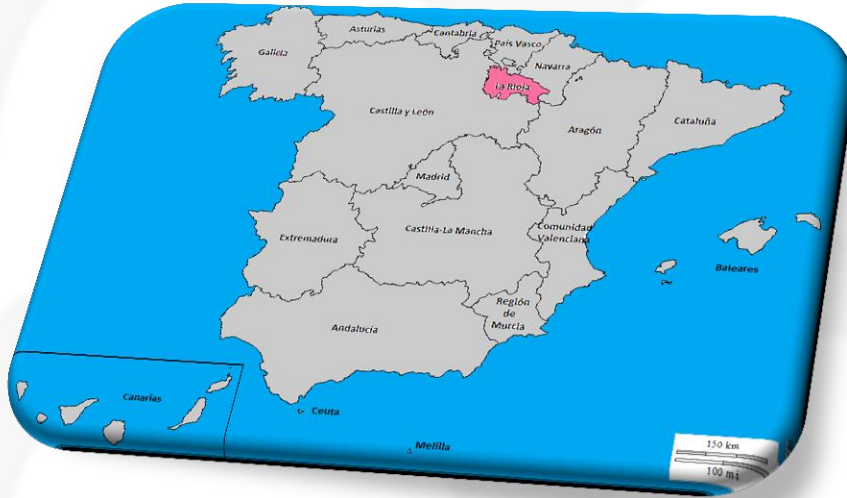 Asturias
Cantabria
País Vasco
Galicia
Navarra
La Rioja
Castilla y León
Aragón
Cataluña
Madrid
Extremadura
Castilla-La Mancha
Comunidad
Valenciana
Baleares
Región
de
Murcia
Andalucía
Canarias
Ceuta
Melilla
150 km
100 mi